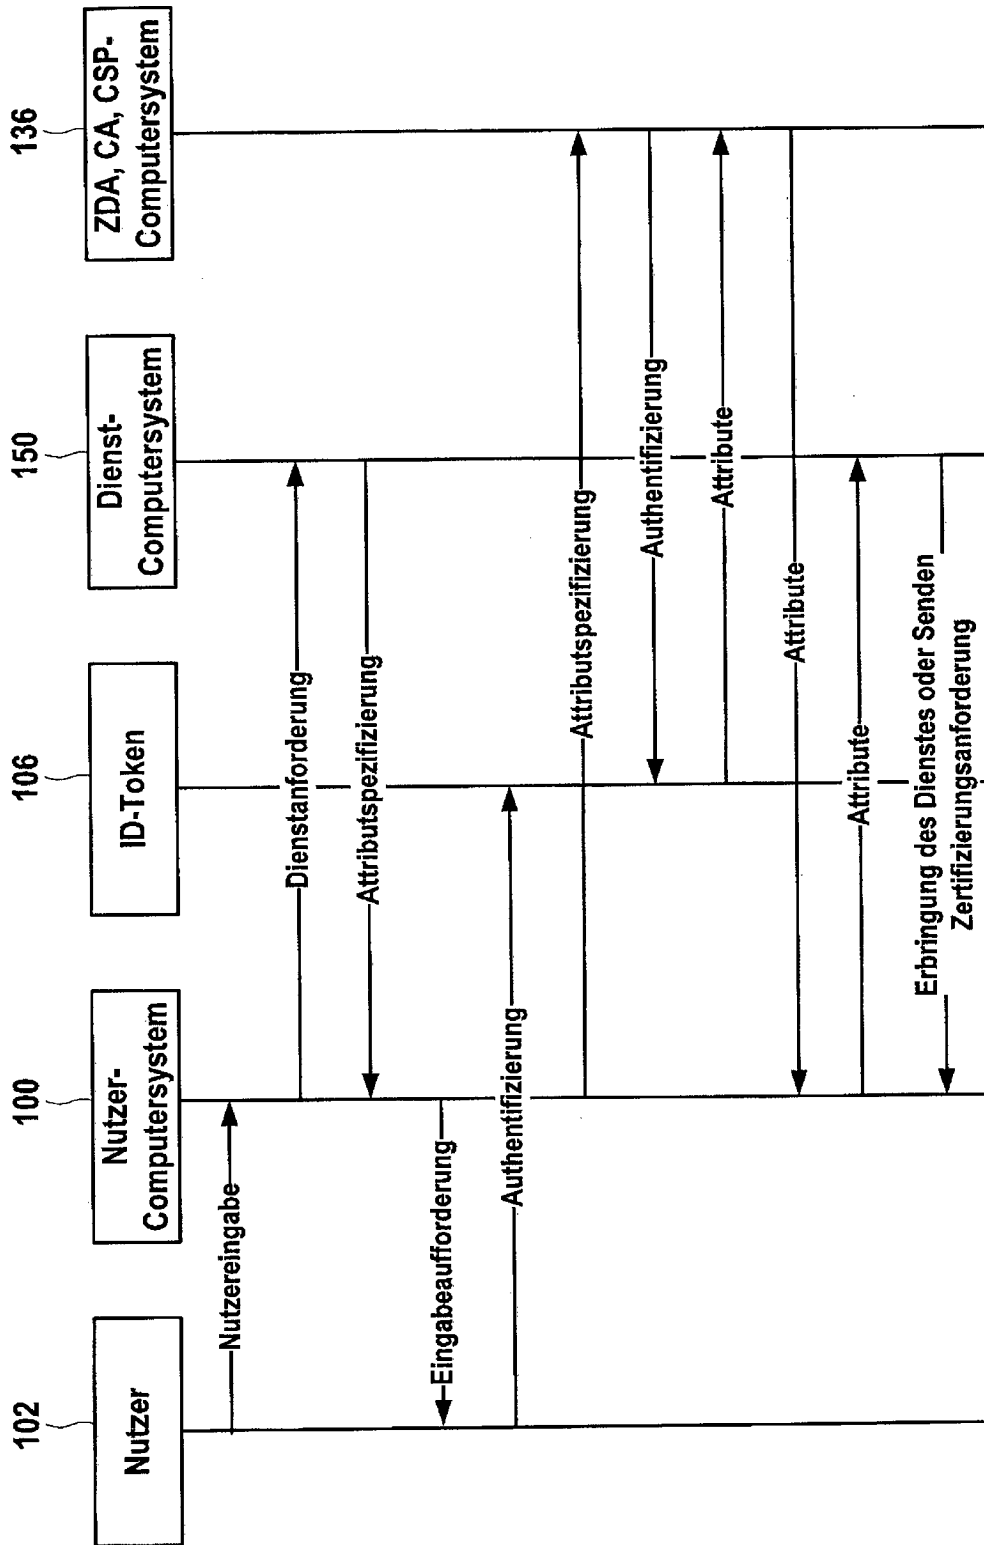 102
Nutzer
100
Nutzer-
Computersystem
106
ID-Token
150
Dienst-
Computersystem
136
ZDA, CA, CSP-
Computersystem
Nutzereingabe
Dienstanforderung
Attributspezifizierung
Eingabeaufforderung
Authentifizierung
Attributspezifizierung
Authentifizierung
Attribute
Attribute
Attribute
Erbringung des Dienstes oder Senden
Zertifizierungsanforderung